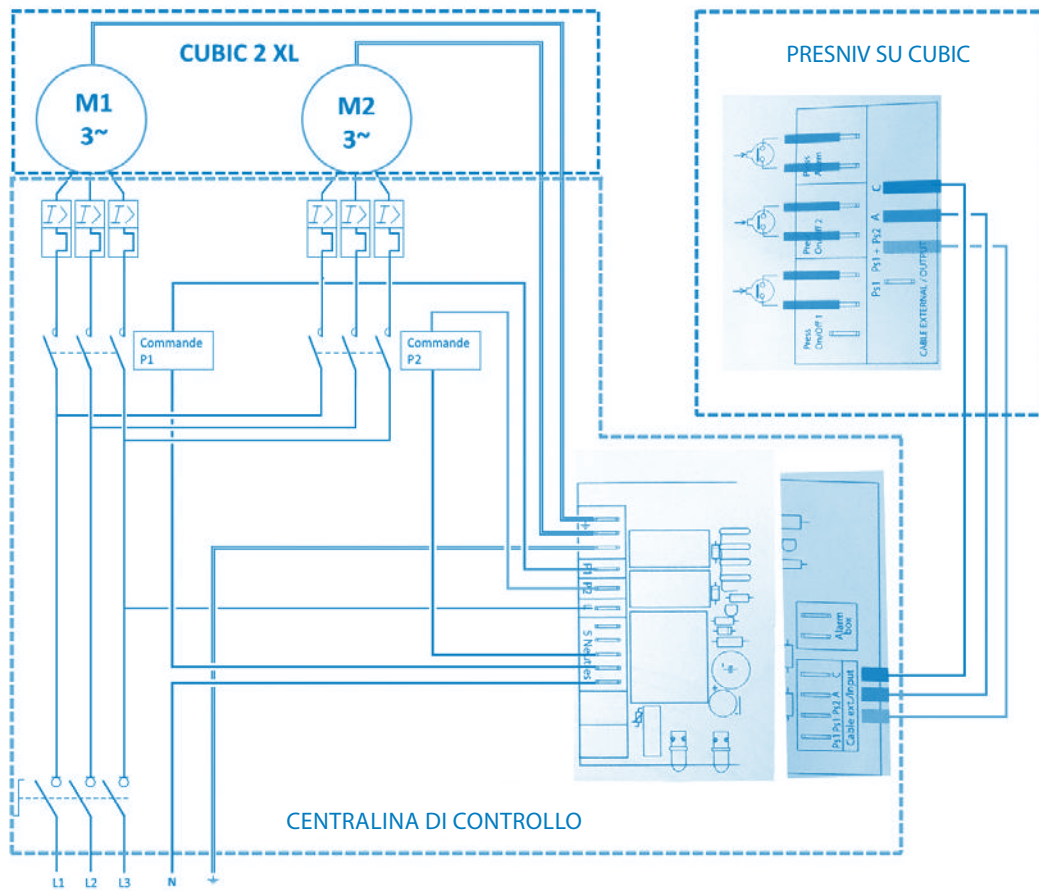 CUBIC 2 XL
PRESNIV SU CUBIC
M1
3~
M2
3~
Press
Alarm
Press
On/Off 2
Press
On/Off 1
C
A
Ps1 + Ps2
Ps1
CABLE EXTERNAL / OUTPUT
I>
I>
I>
I>
I>
I>
Commande
P1
Commande
P2
P1
P2
L
5 Neutres
Alarm
box
C
A
Ps2
Ps1
Ps1
Cable ext./Input
CENTRALINA DI CONTROLLO
L1
L2
L3
N